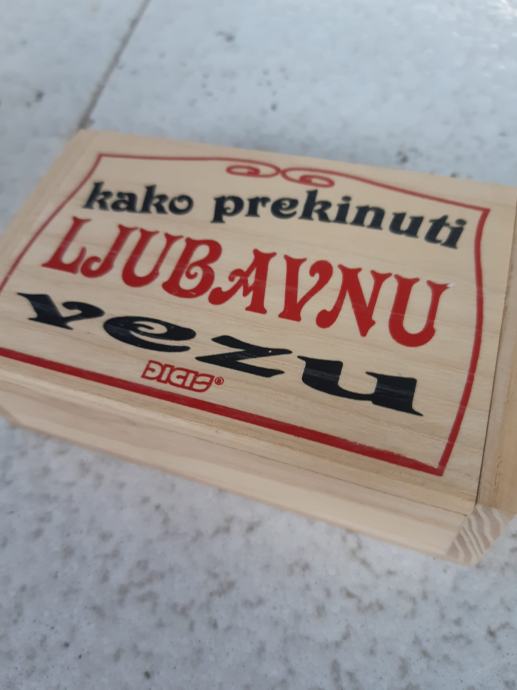 kako prekinuti
LJUBAVNU
vezu
DIGIS®